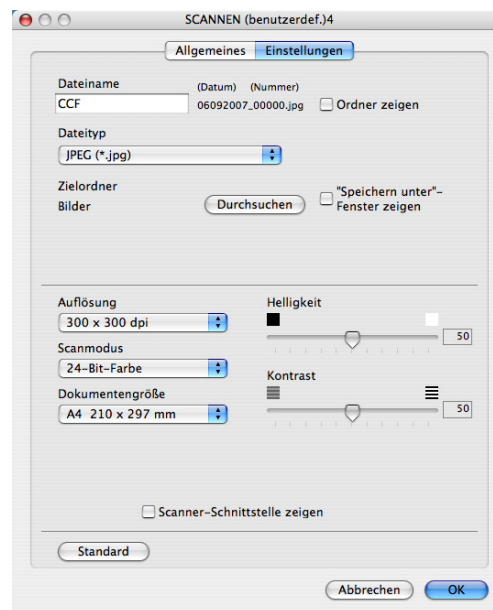 SCANNEN (benutzerdef.)4
Allgemeines Einstellungen
Dateiname (Datum) (Nummer)
CCF 06092007_00000.jpg Ordner zeigen
Dateityp
JPEG (*.jpg)
Zielordner
Bilder Durchsuchen "Speichern unter"-
Fenster zeigen
Auflösung Helligkeit
300 x 300 dpi 50
Scanmodus
24-Bit-Farbe Kontrast
Dokumentengröße
A4 210 x 297 mm 50
Scanner-Schnittstelle zeigen
Standard
Abbrechen OK